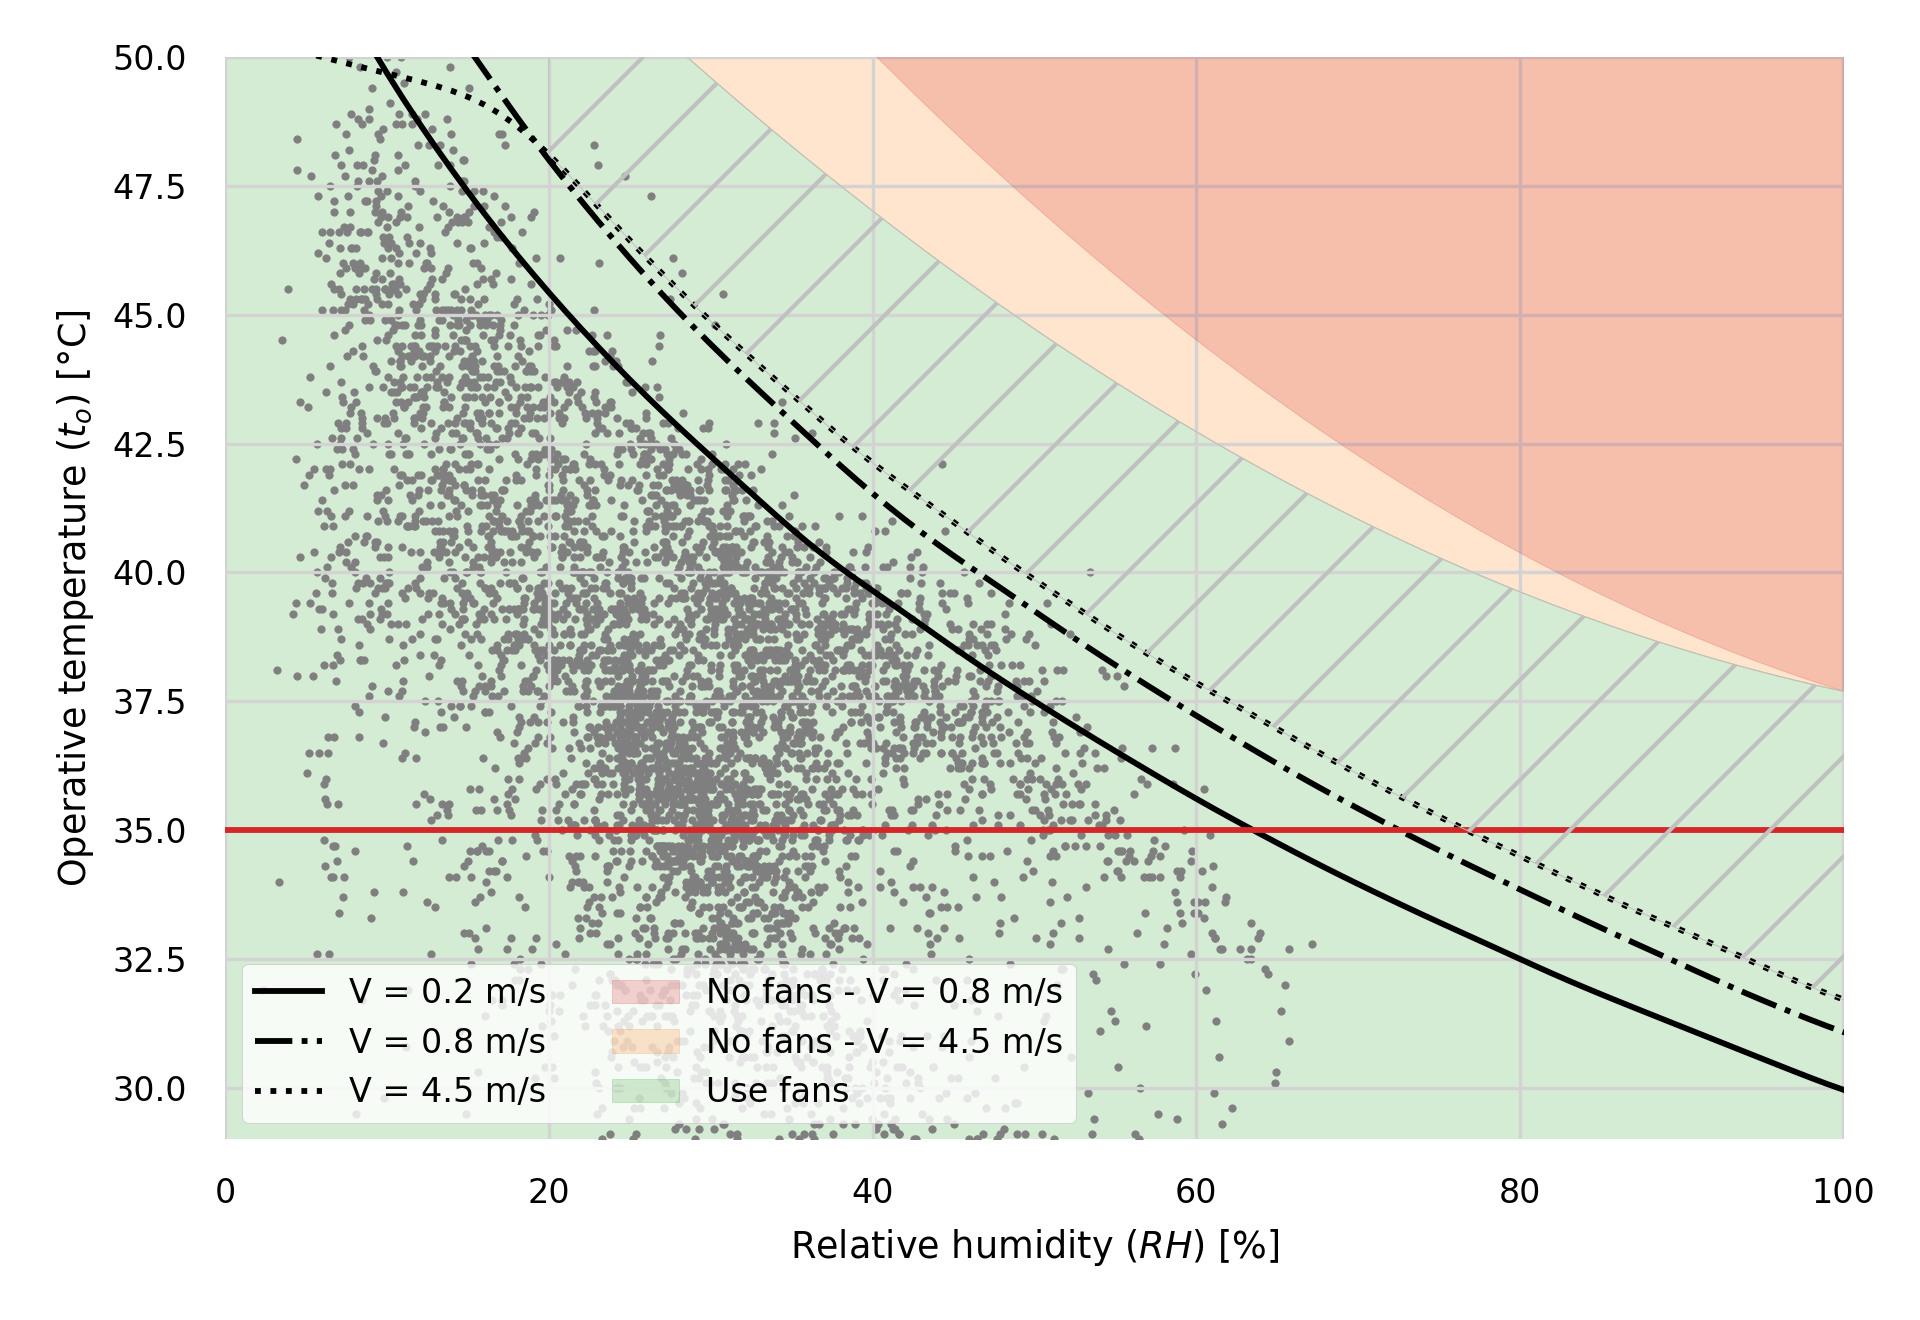 50.0
47.5
45.0
42.5
40.0
37.5
35.0
32.5
30.0
Operative temperature (t_o) [°C]
V = 0.2 m/s
V = 0.8 m/s
V = 4.5 m/s
No fans - V = 0.8 m/s
No fans - V = 4.5 m/s
Use fans
0 20 40 60 80 100
Relative humidity (RH) [%]